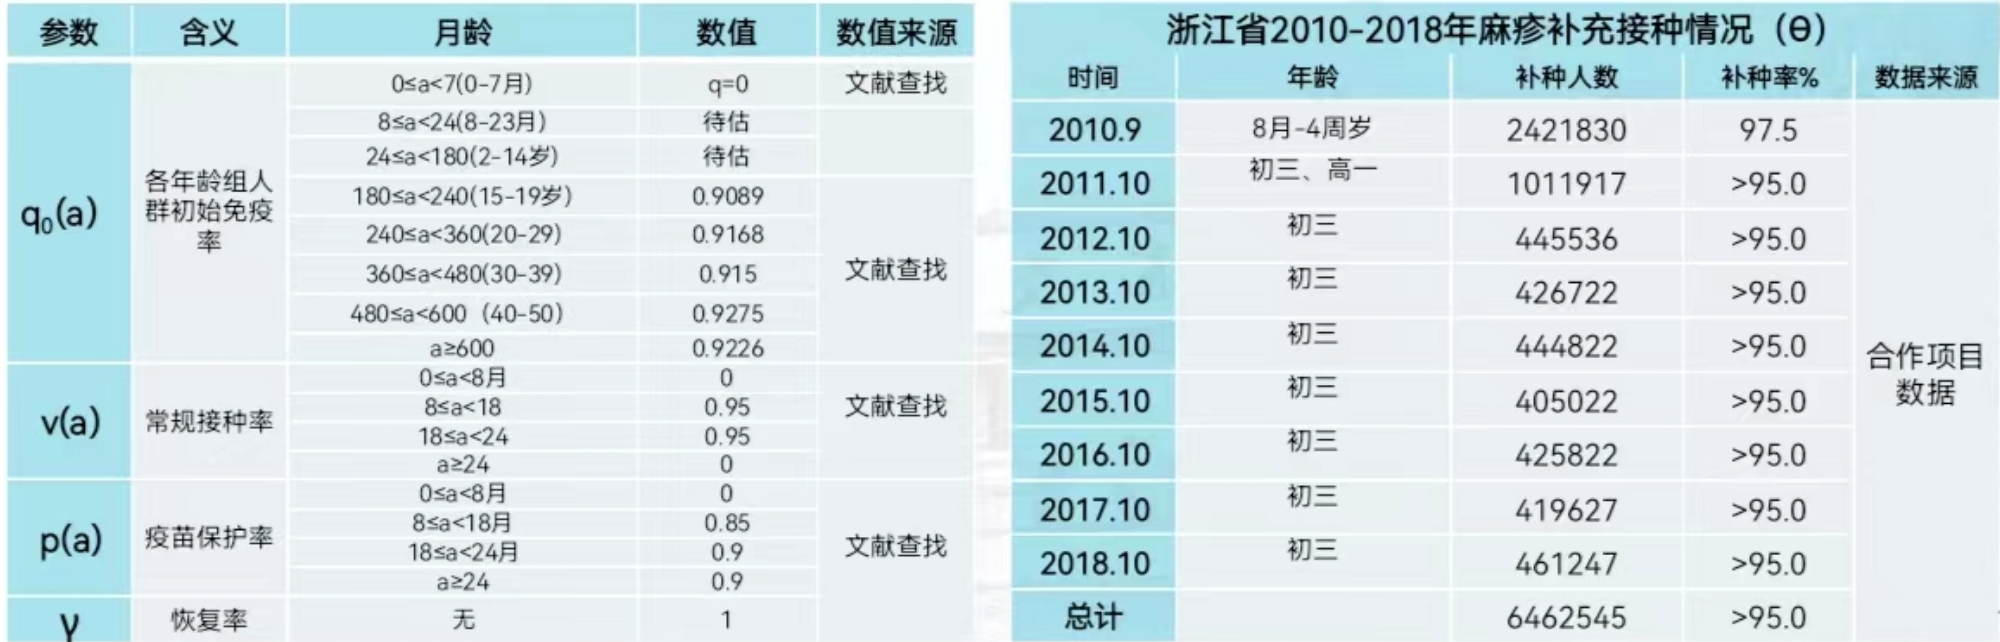 参数 含义 月龄 数值 数值来源
q₀(a) 各年龄组人群初始免疫率 0≤a<7(0-7月) q=0 文献查找
8≤a<24(8-23月) 待估
24≤a<180(2-14岁) 待估
180≤a<240(15-19岁) 0.9089 文献查找
240≤a<360(20-29) 0.9168
360≤a<480(30-39) 0.915
480≤a<600（40-50） 0.9275
a≥600 0.9226
v(a) 常规接种率 0≤a<8月 0 文献查找
8≤a<18 0.95
18≤a<24 0.95
a≥24 0
p(a) 疫苗保护率 0≤a<8月 0 文献查找
8≤a<18月 0.85
18≤a<24月 0.9
a≥24 0.9
γ 恢复率 无 1
浙江省2010-2018年麻疹补充接种情况（Θ）
时间 年龄 补种人数 补种率% 数据来源
2010.9 8月-4周岁 2421830 97.5 合作项目数据
2011.10 初三、高一 1011917 >95.0
2012.10 初三 445536 >95.0
2013.10 初三 426722 >95.0
2014.10 初三 444822 >95.0
2015.10 初三 405022 >95.0
2016.10 初三 425822 >95.0
2017.10 初三 419627 >95.0
2018.10 初三 461247 >95.0
总计 6462545 >95.0